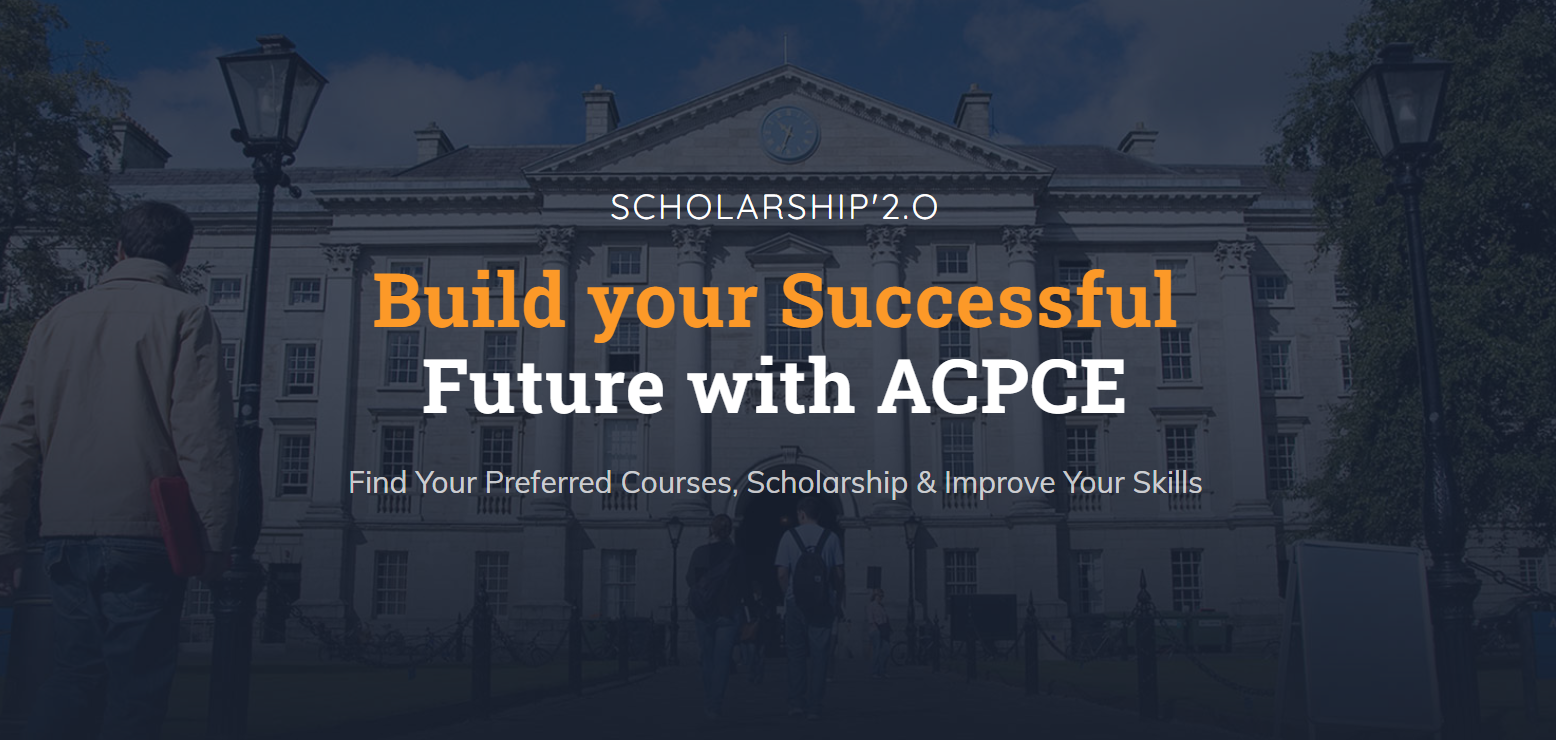 SCHOLARSHIP'2.O
Build your Successful
Future with ACPCE
Find Your Preferred Courses, Scholarship & Improve Your Skills